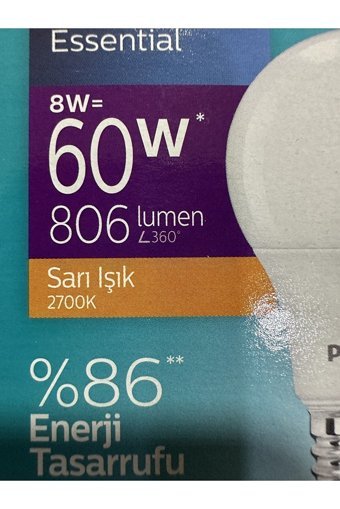 Essential
8W=
60W*
806 lumen
∠360°
Sarı Işık
2700K
%86**
Enerji
Tasarrufu